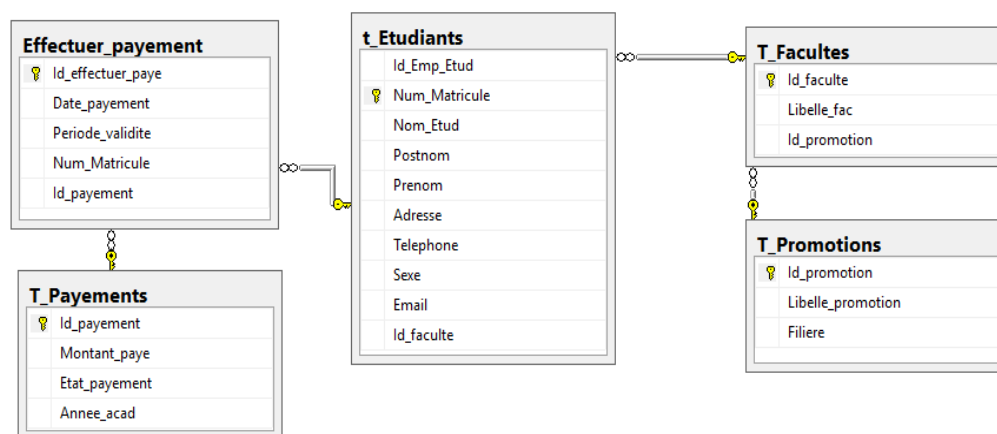 Effectuer_payement
Id_effectuer_paye
Date_payement
Periode_validite
Num_Matricule
Id_payement
T_Payements
Id_payement
Montant_paye
Etat_payement
Annee_acad
t_Etudiants
Id_Emp_Etud
Num_Matricule
Nom_Etud
Postnom
Prenom
Adresse
Telephone
Sexe
Email
Id_faculte
T_Facultes
Id_faculte
Libelle_fac
Id_promotion
T_Promotions
Id_promotion
Libelle_promotion
Filiere